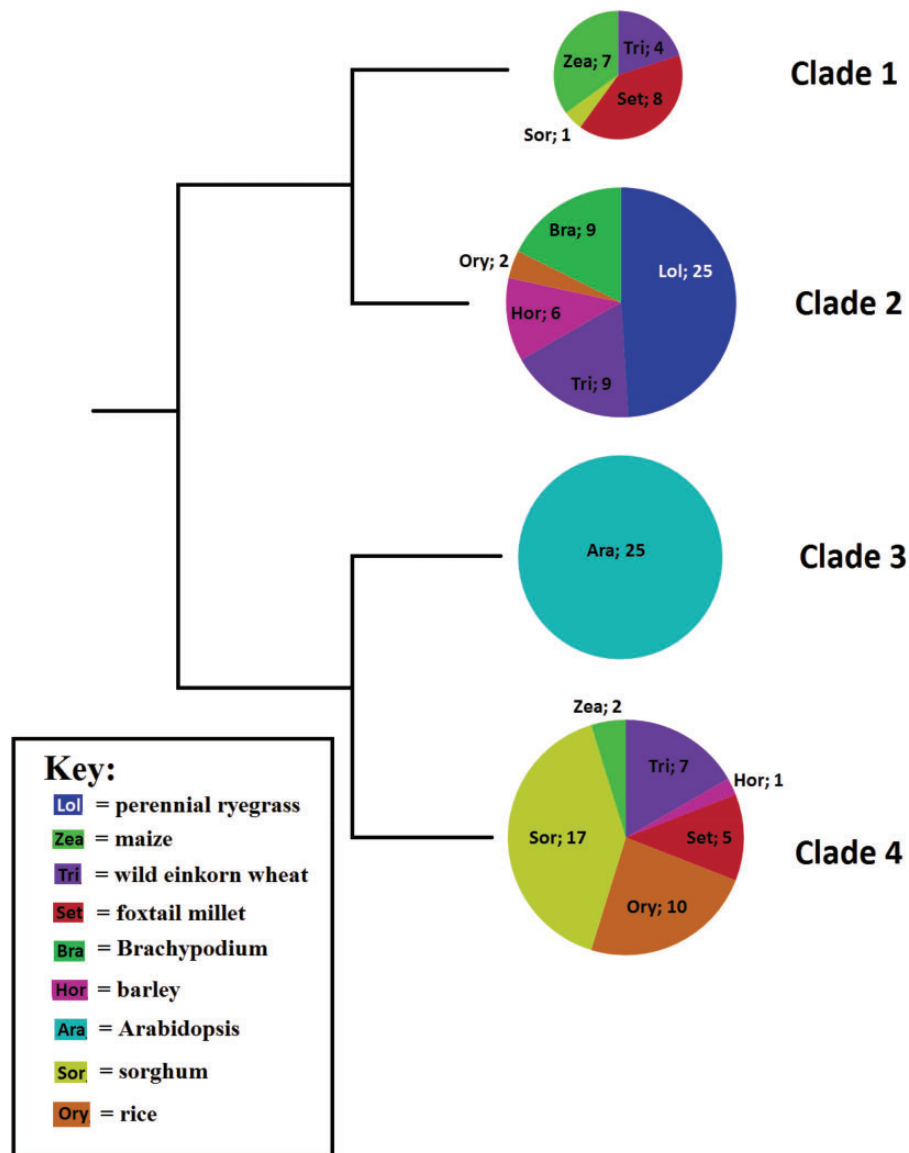 Zea; 7
Tri; 4
Set; 8
Sor; 1
Clade 1
Bra; 9
Lol; 25
Ory; 2
Hor; 6
Tri; 9
Clade 2
Ara; 25
Clade 3
Zea; 2
Tri; 7
Hor; 1
Sor; 17
Set; 5
Ory; 10
Clade 4
Key:
Lol = perennial ryegrass
Zea = maize
Tri = wild einkorn wheat
Set = foxtail millet
Bra = Brachypodium
Hor = barley
Ara = Arabidopsis
Sor = sorghum
Ory = rice